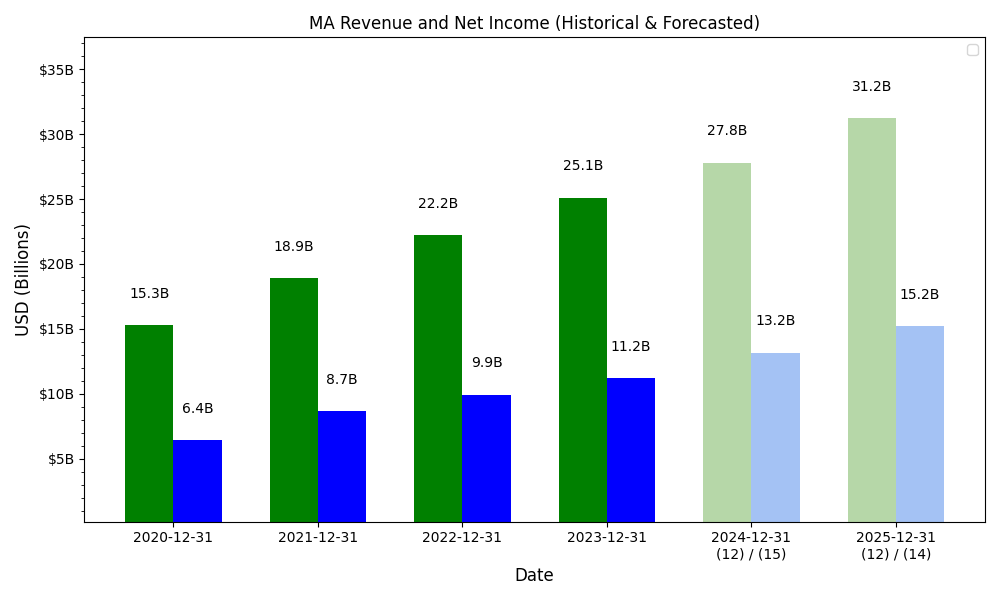 MA Revenue and Net Income (Historical & Forecasted)
$35B
$30B
$25B
$20B
$15B
$10B
$5B
USD (Billions)
15.3B
6.4B
18.9B
8.7B
22.2B
9.9B
25.1B
11.2B
27.8B
13.2B
31.2B
15.2B
2020-12-31
2021-12-31
2022-12-31
2023-12-31
2024-12-31
(12) / (15)
2025-12-31
(12) / (14)
Date